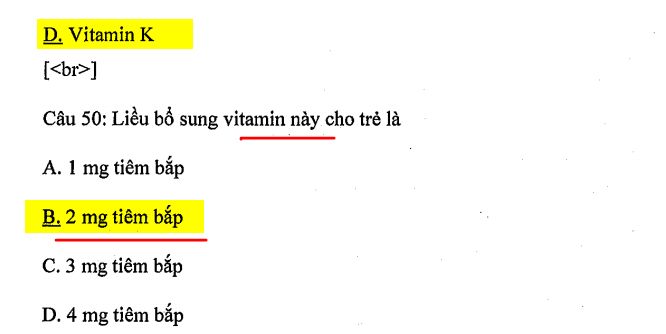 D. Vitamin K
[<br>]
Câu 50: Liều bổ sung vitamin này cho trẻ là
A. 1 mg tiêm bắp
B. 2 mg tiêm bắp
C. 3 mg tiêm bắp
D. 4 mg tiêm bắp